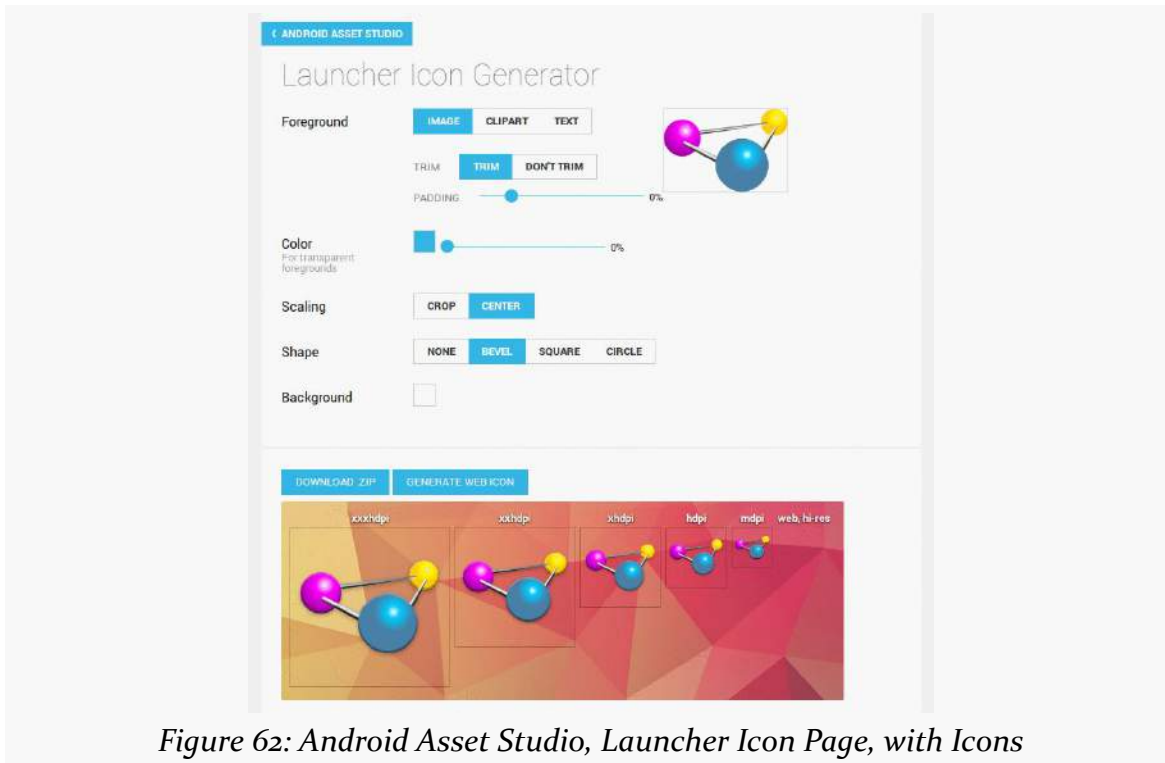 ‹ ANDROID ASSET STUDIO
Launcher Icon Generator
Foreground IMAGE CLIPART TEXT
TRIM TRIM DON'T TRIM
PADDING 0%
Color 0%
For transparent
foregrounds
Scaling CROP CENTER
Shape NONE BEVEL SQUARE CIRCLE
Background
DOWNLOAD .ZIP GENERATE WEB ICON
xxxhdpi xxhdpi xhdpi hdpi mdpi web, hi-res
Figure 62: Android Asset Studio, Launcher Icon Page, with Icons